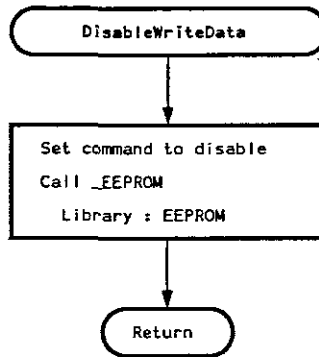 DisableWriteData
Set command to disable
Call _EEPROM
Library : EEPROM
Return